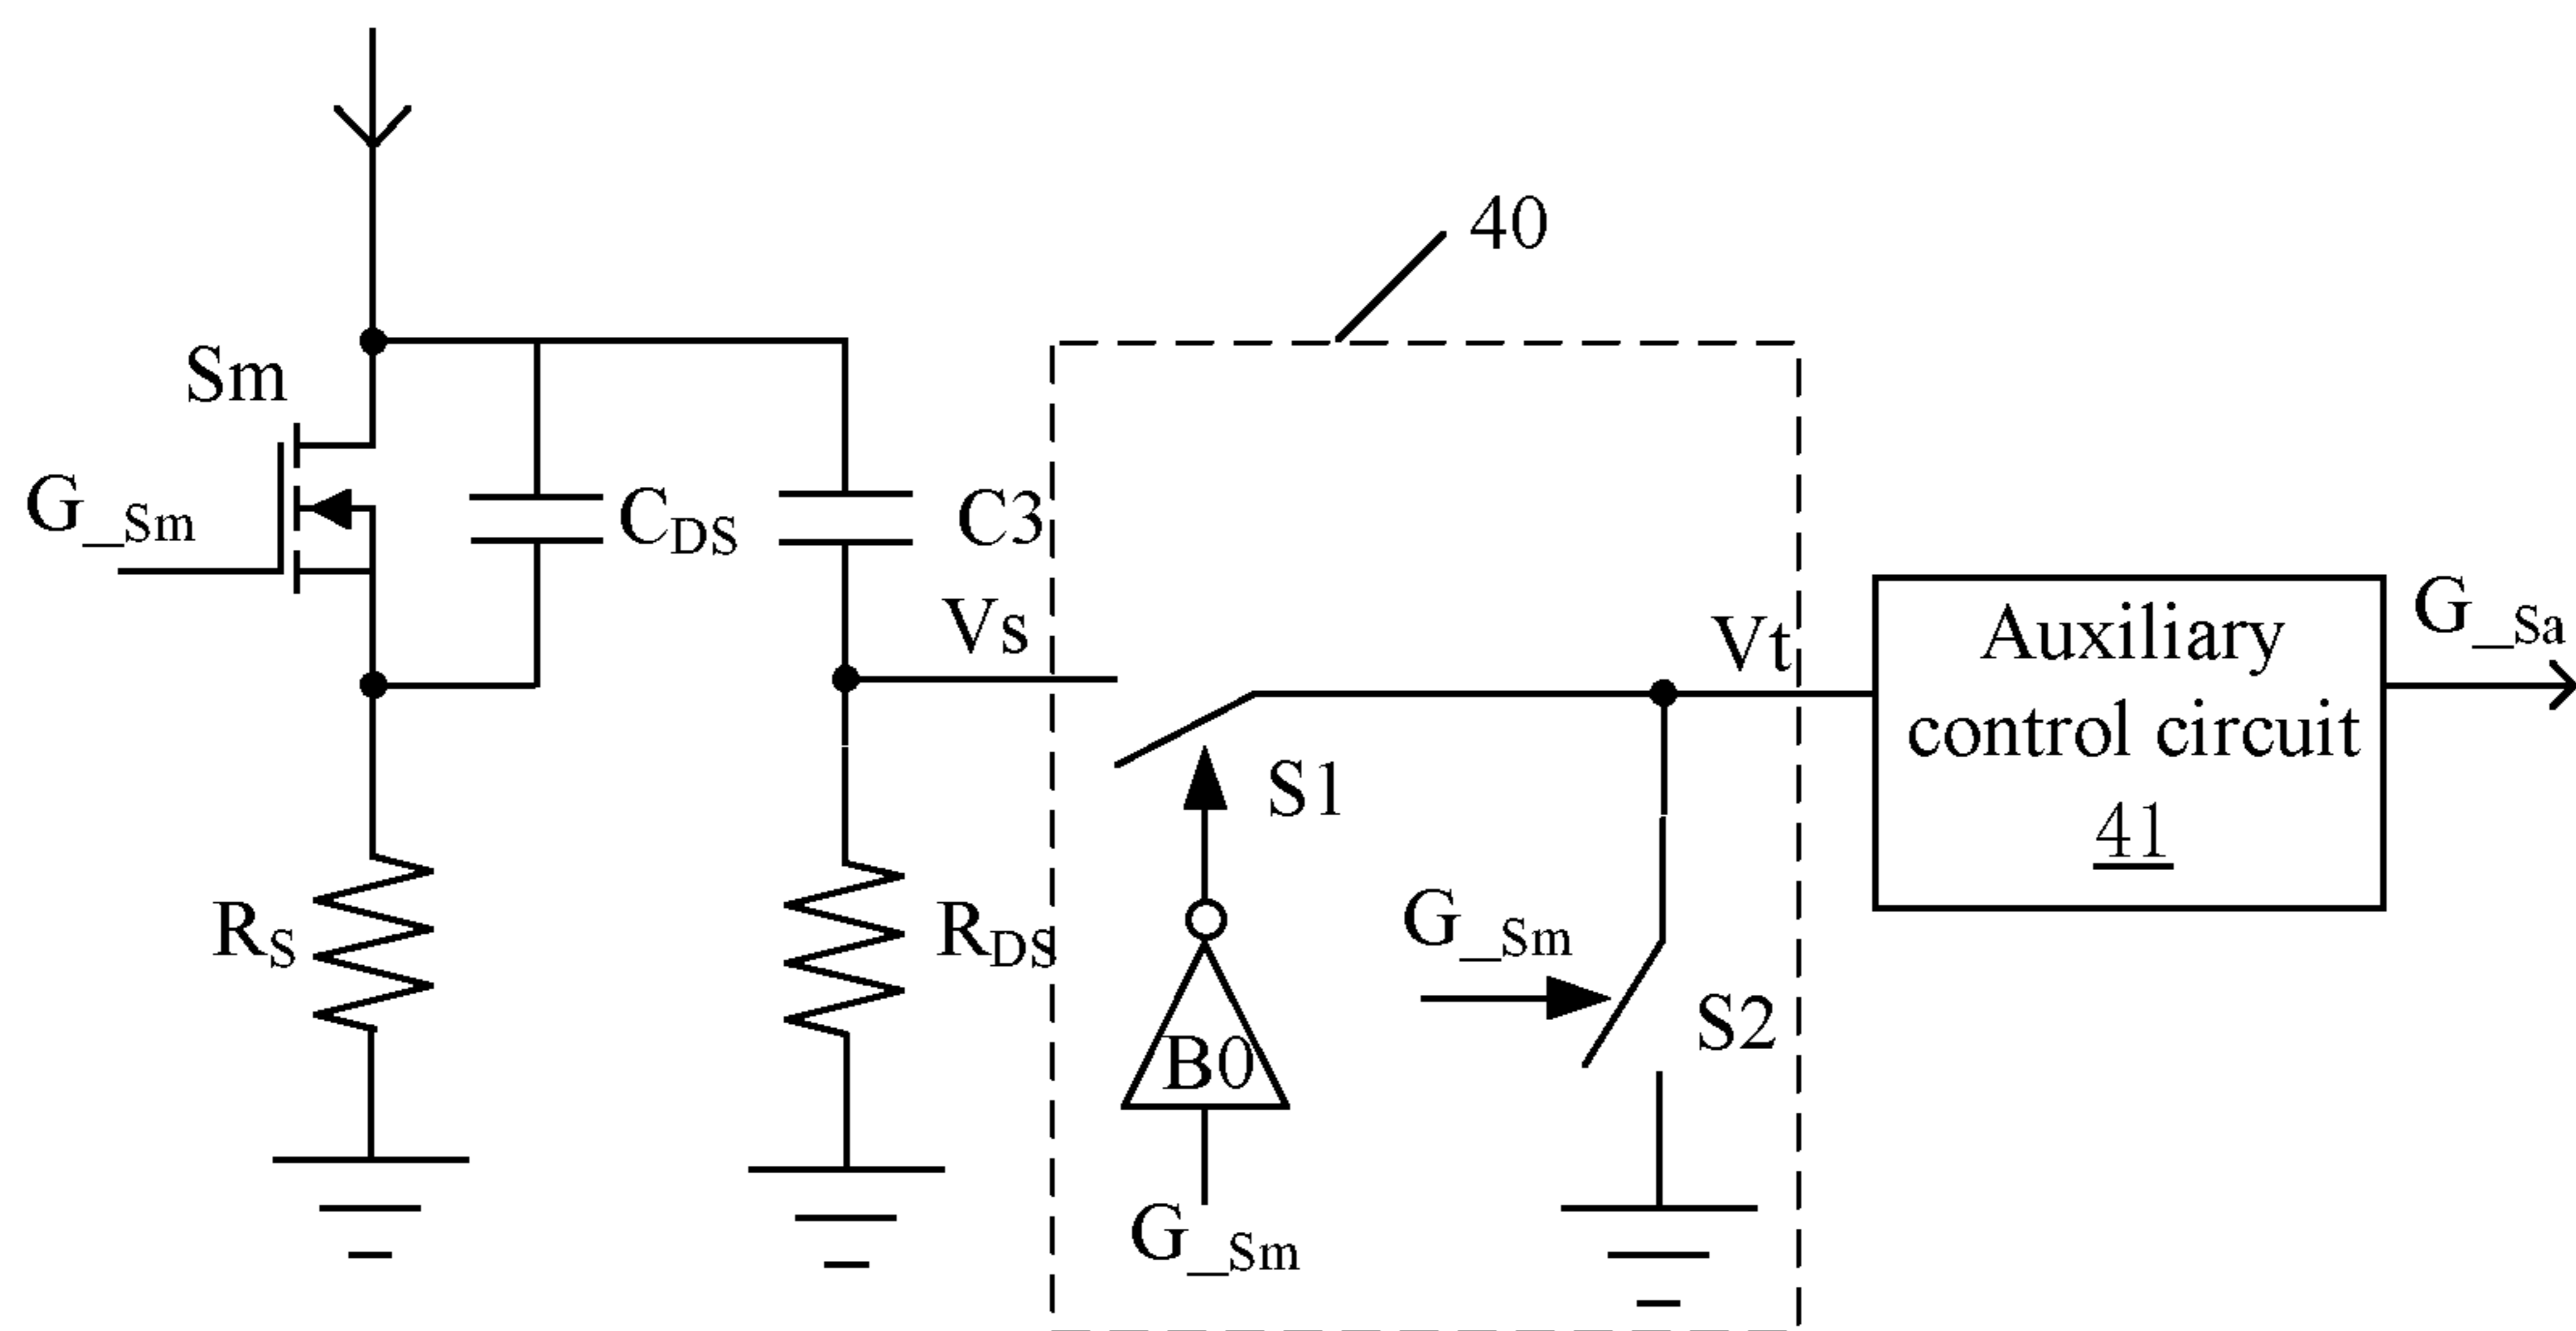 40
Sm
G_Sm
CDS
C3
Vs
Vt
Auxiliary
control circuit
41
G_Sa
S1
RS
RDS
G_Sm
S2
B0
G_Sm